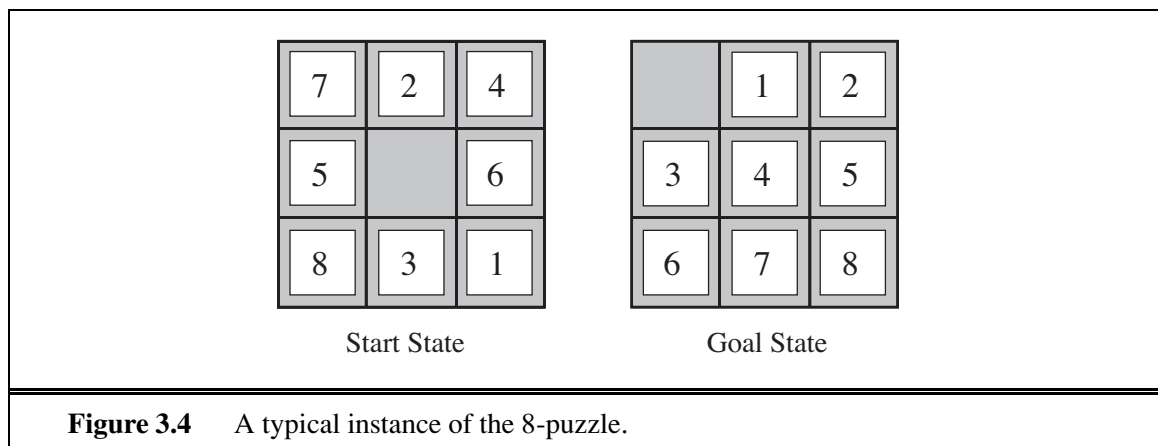 7 2 4
5 6
8 3 1
Start State
1 2
3 4 5
6 7 8
Goal State
Figure 3.4 A typical instance of the 8-puzzle.